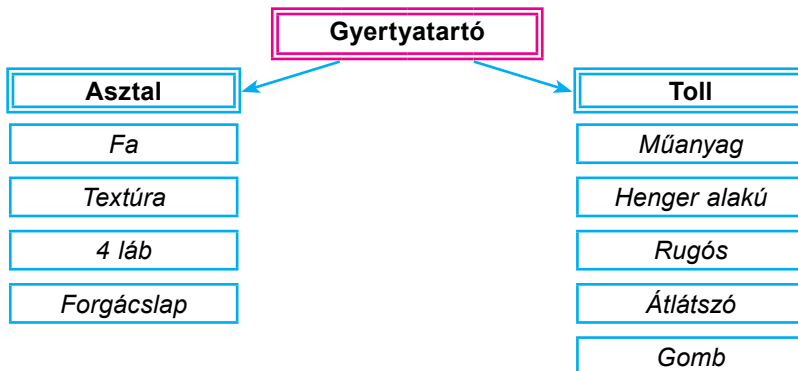 Gyertyatartó
Asztal
Fa
Textúra
4 láb
Forgácslap
Toll
Műanyag
Henger alakú
Rugós
Átlátszó
Gomb